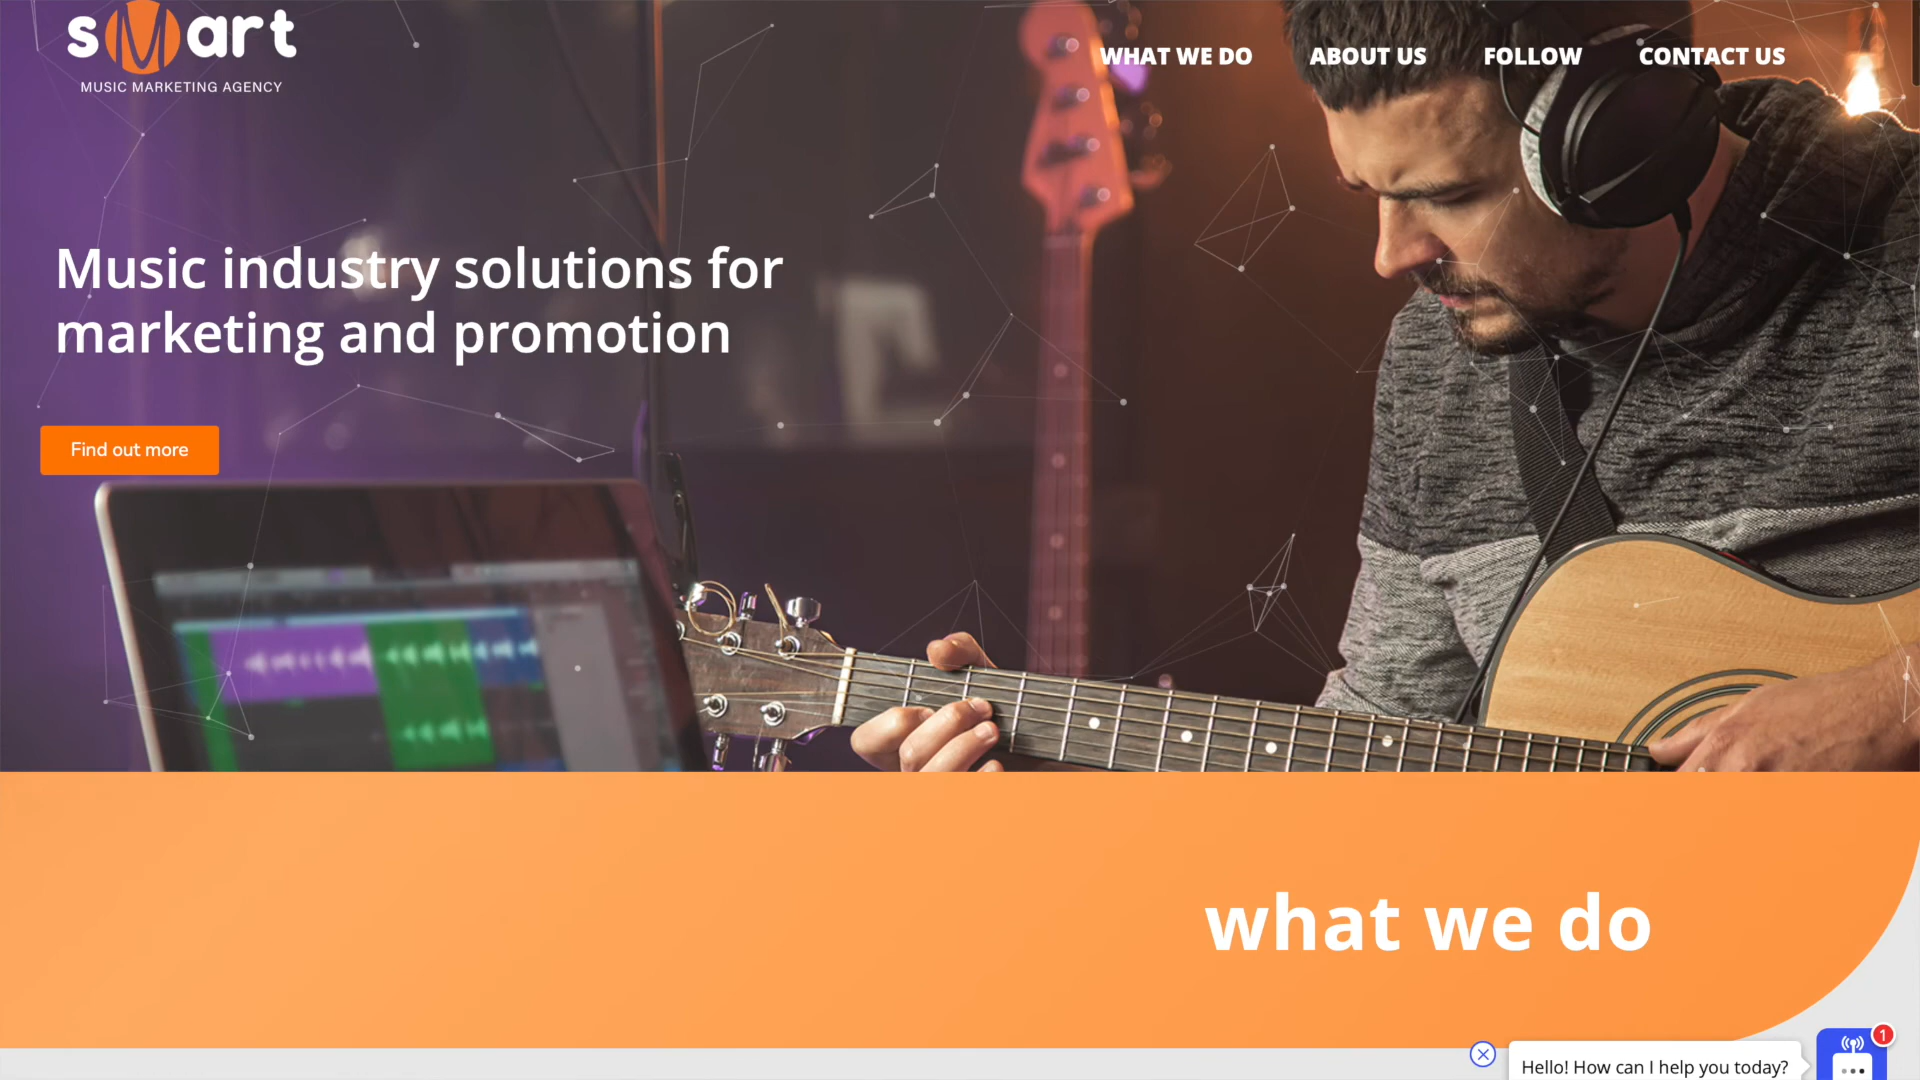 smart
MUSIC MARKETING AGENCY
WHAT WE DO
ABOUT US
FOLLOW
CONTACT US
Music industry solutions for
marketing and promotion
Find out more
what we do
1
Hello! How can I help you today?